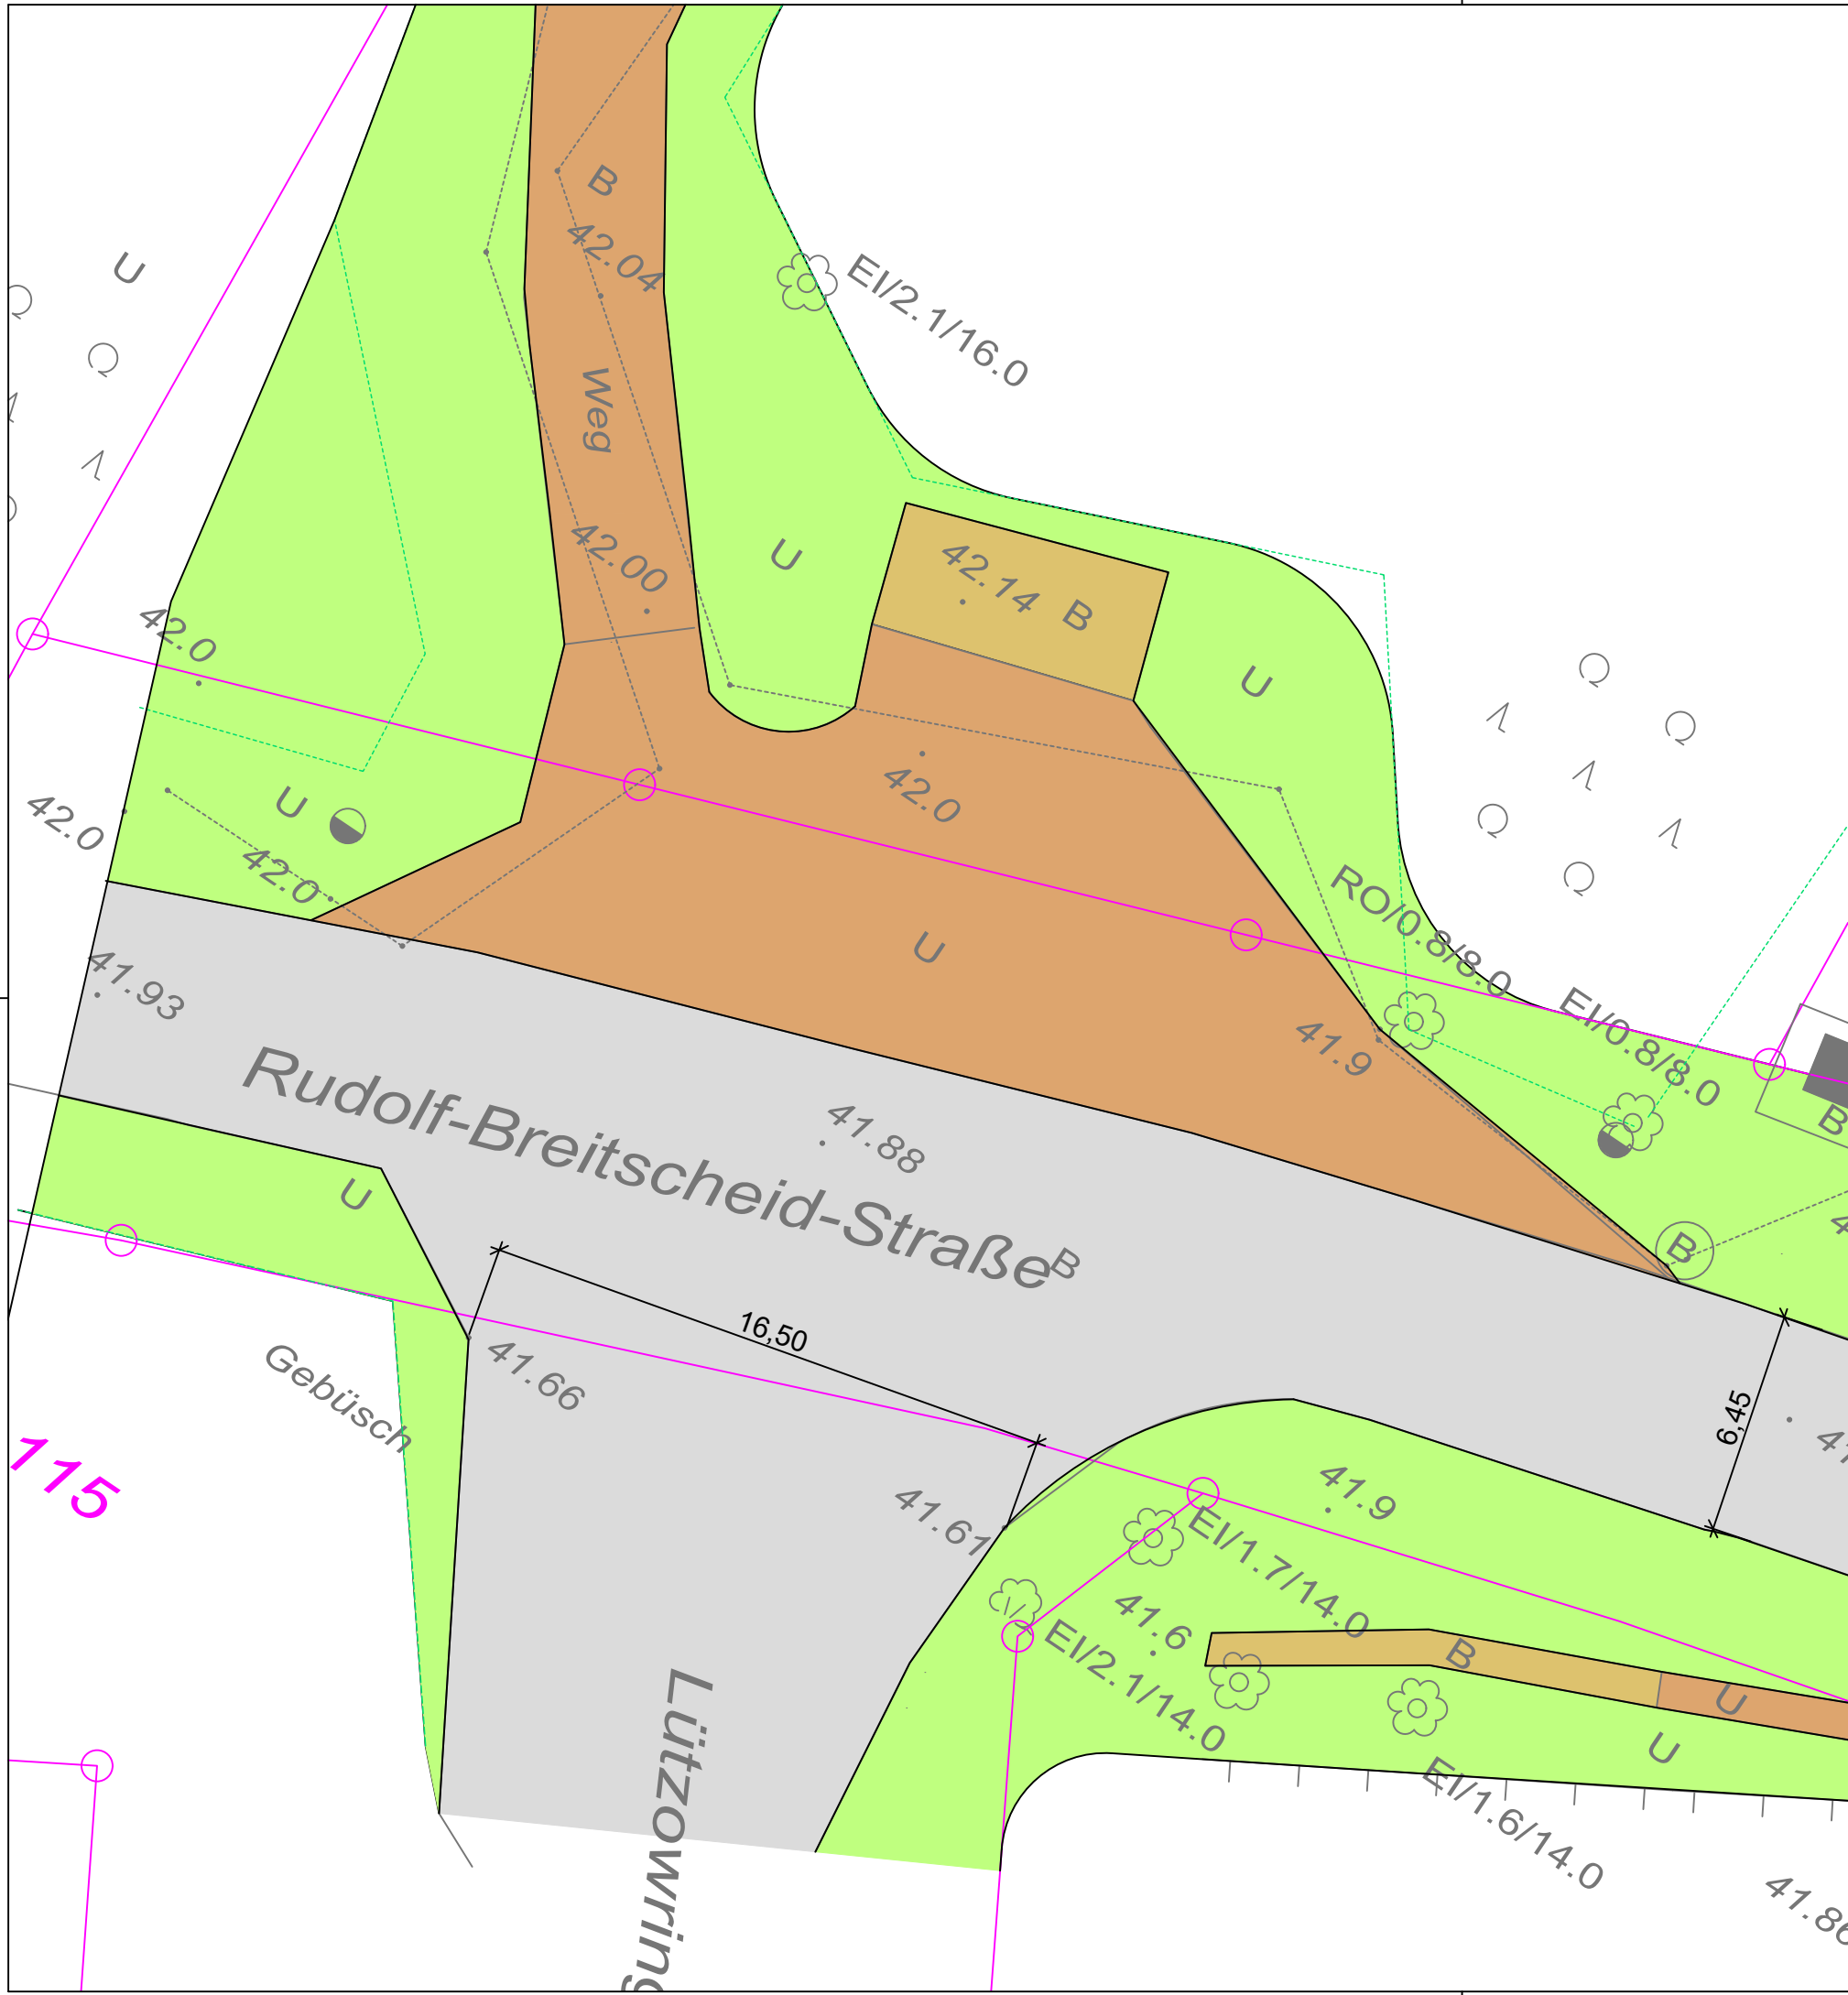 B
42.04
U
EI/2.1/16.0
Weg
42.00
U
42.14
B
42.0
U
42.0
U
42.0
42.0
RO/0.8/8.0
U
41.93
EI/0.8/8.0
41.9
Rudolf-Breitscheid-Straße
41.88
B
B
U
B
16,50
41.66
Gebüsch
6,45
115
41.9
41.61
EI/1.7/14.0
41.6
EI/2.1/14.0
B
U
U
Lützowring
EI/1.6/14.0
41.86